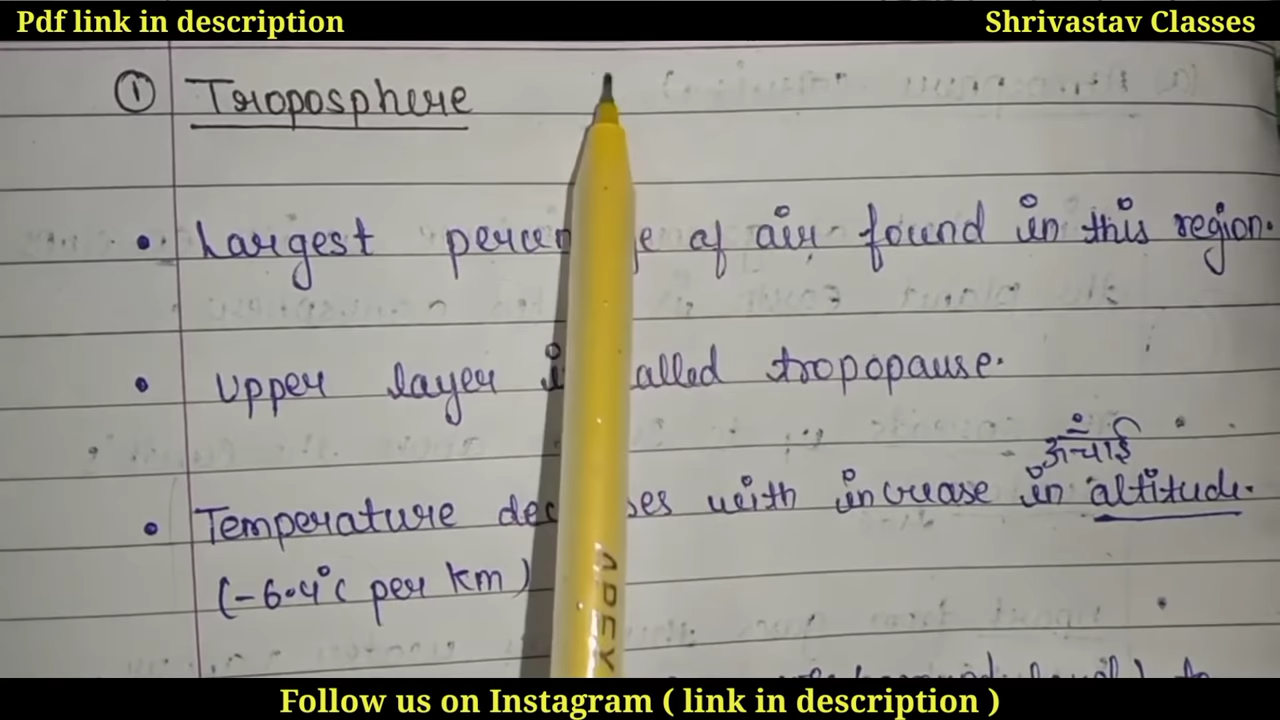 Pdf link in description
Shrivastav Classes
① Troposphere
• Largest percen e of air found in this region.
• Upper layer i alled tropopause.
ऊँचाई
• Temperature dec ses with increase in altitude.
(-6.4°C per km)
APEX
to
Follow us on Instagram ( link in description )